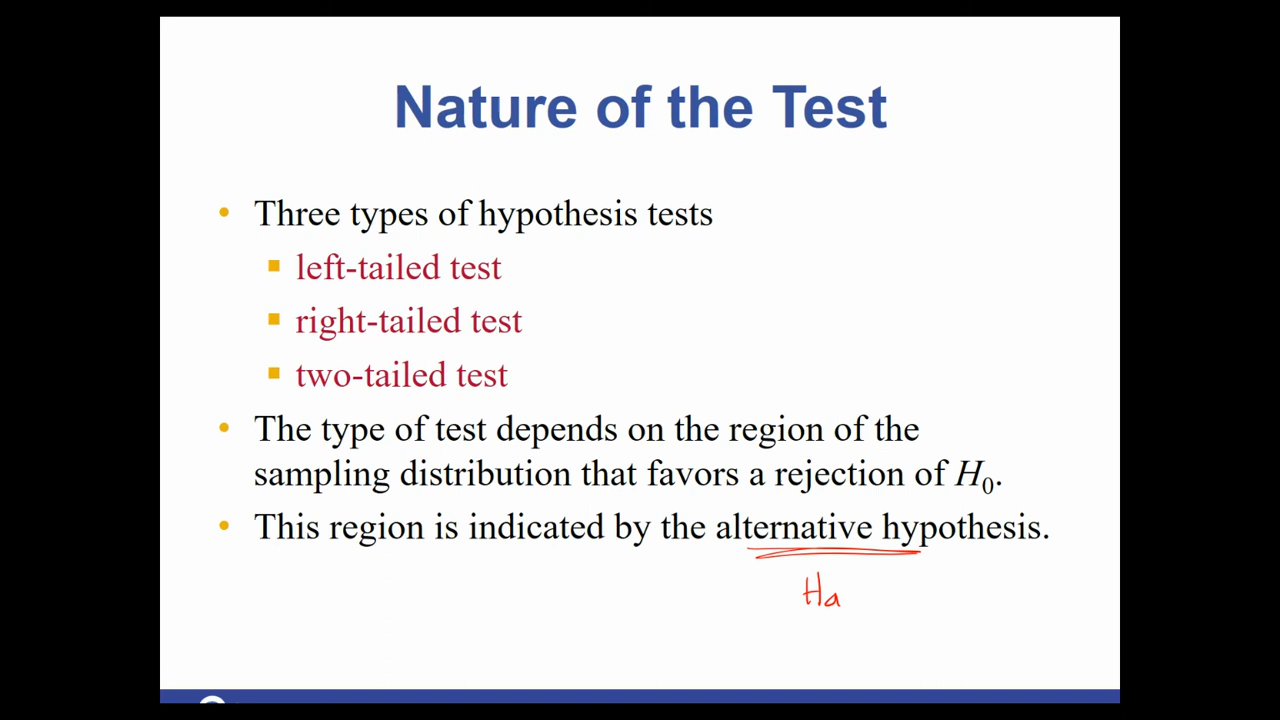 Nature of the Test
• Three types of hypothesis tests
▪ left-tailed test
▪ right-tailed test
▪ two-tailed test
• The type of test depends on the region of the
sampling distribution that favors a rejection of H₀.
• This region is indicated by the alternative hypothesis.
Ha